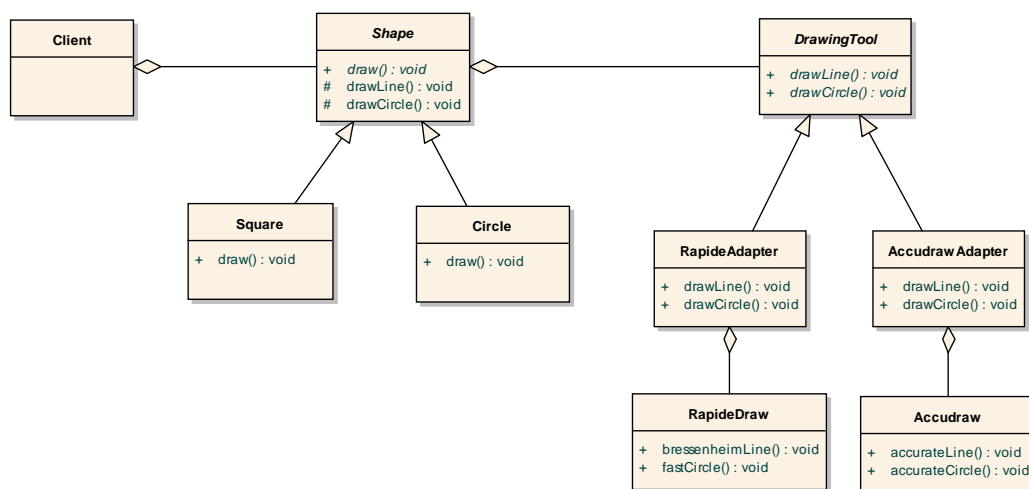 Client
Shape
+ draw() : void
# drawLine() : void
# drawCircle() : void
DrawingTool
+ drawLine() : void
+ drawCircle() : void
Square
+ draw() : void
Circle
+ draw() : void
RapideAdapter
+ drawLine() : void
+ drawCircle() : void
AccudrawAdapter
+ drawLine() : void
+ drawCircle() : void
RapideDraw
+ bressenheimLine() : void
+ fastCircle() : void
Accudraw
+ accurateLine() : void
+ accurateCircle() : void